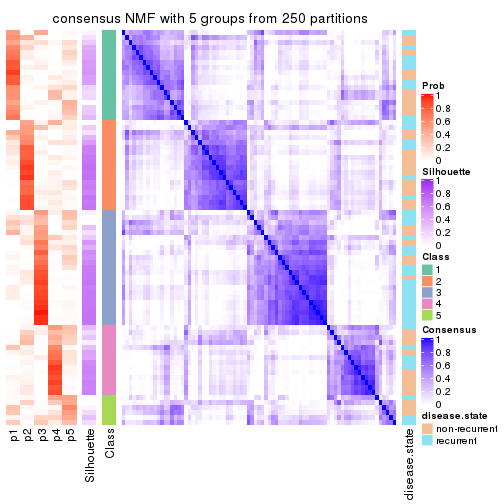 consensus NMF with 5 groups from 250 partitions
Prob
1
0.8
0.6
0.4
0.2
0
Silhouette
1
0.8
0.6
0.4
0.2
0
Class
1
2
3
4
5
Consensus
1
0.8
0.6
0.4
0.2
0
disease.state
non-recurrent
recurrent
p1
p2
p3
p4
p5
Silhouette
Class
disease.state